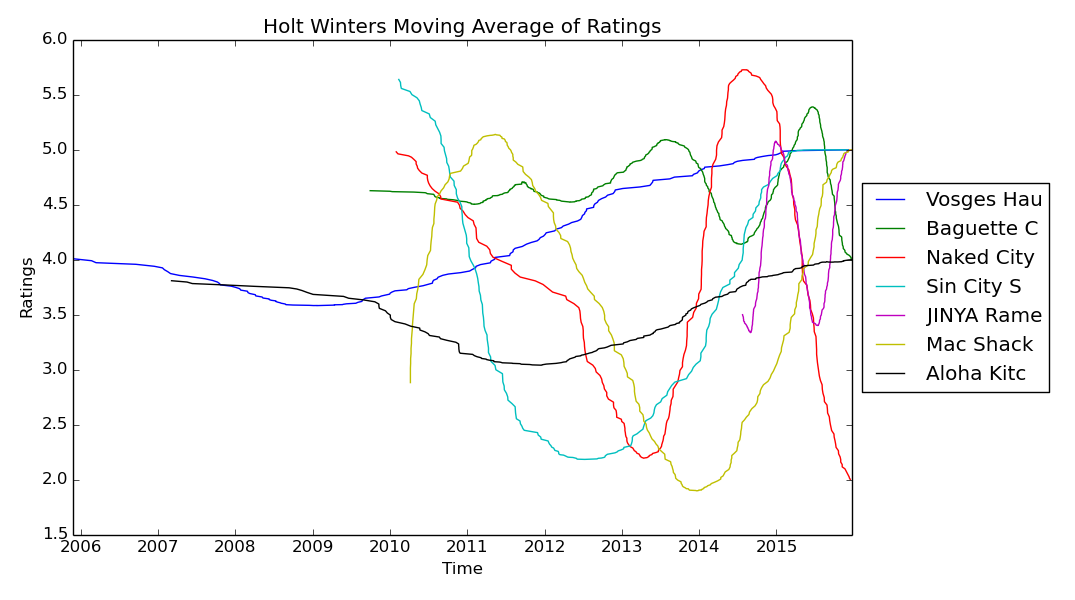 Holt Winters Moving Average of Ratings
6.0
5.5
5.0
4.5
4.0
3.5
3.0
2.5
2.0
1.5
Ratings
2006 2007 2008 2009 2010 2011 2012 2013 2014 2015
Time
Vosges Hau
Baguette C
Naked City
Sin City S
JINYA Rame
Mac Shack
Aloha Kitc